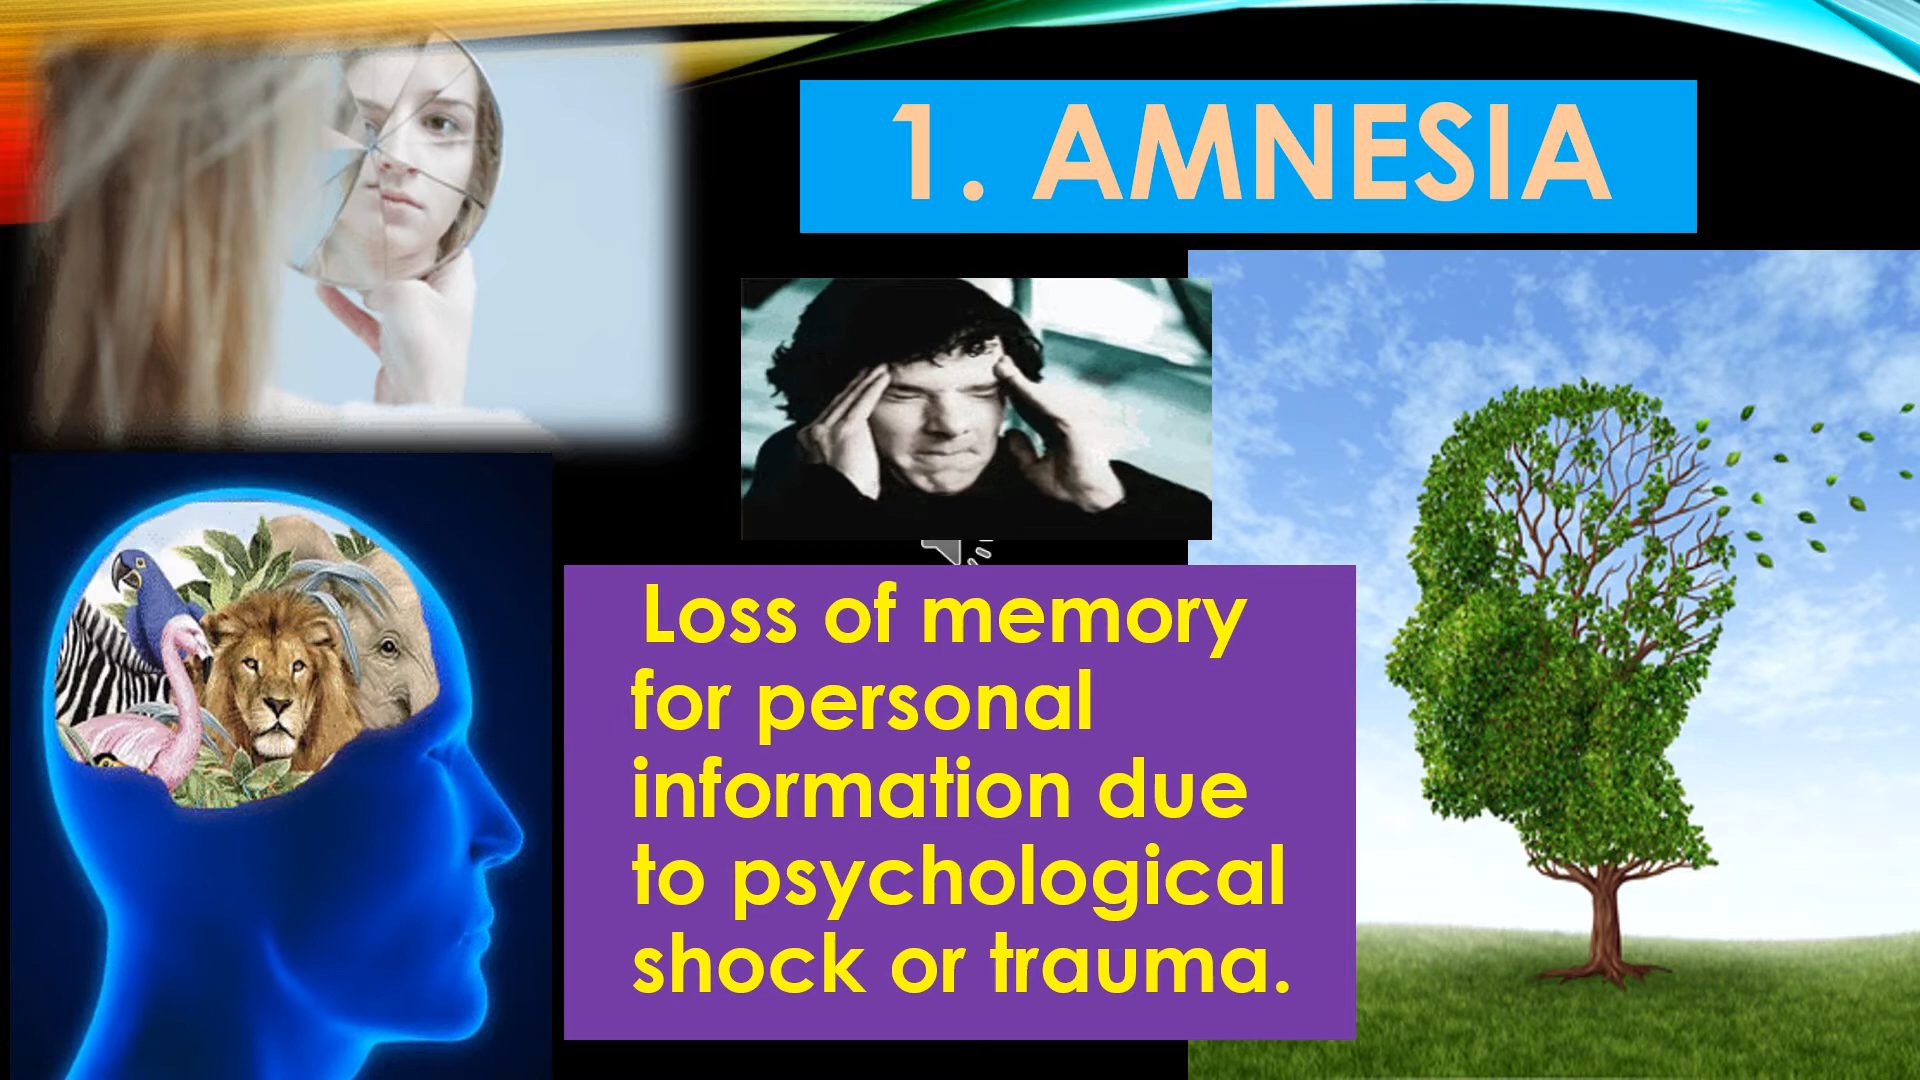 1. AMNESIA
Loss of memory
for personal
information due
to psychological
shock or trauma.